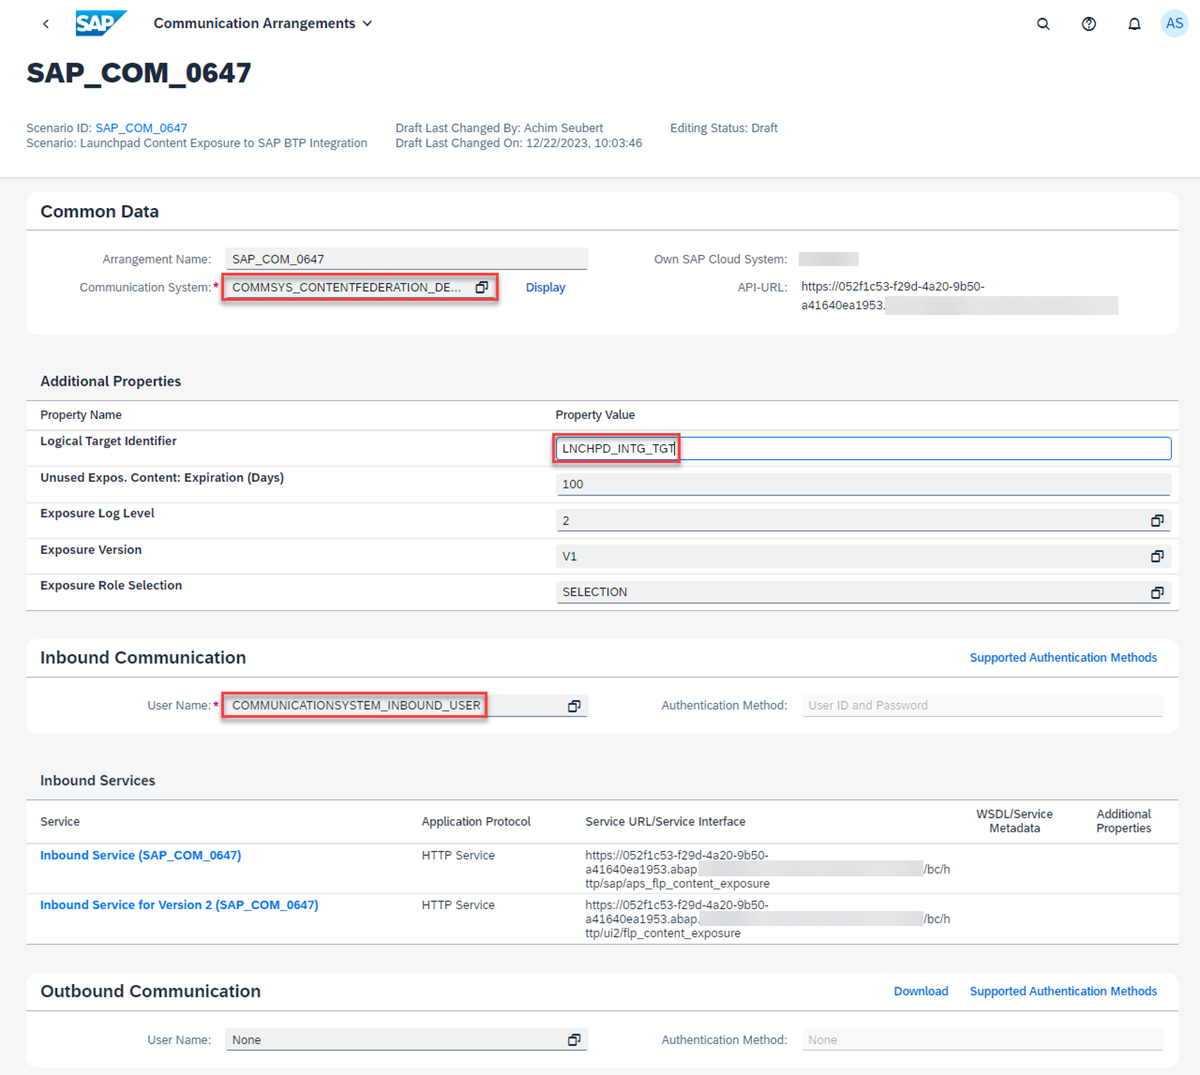 SAP Communication Arrangements AS
SAP_COM_0647
Scenario ID: SAP_COM_0647 Draft Last Changed By: Achim Seubert Editing Status: Draft
Scenario: Launchpad Content Exposure to SAP BTP Integration Draft Last Changed On: 12/22/2023, 10:03:46
Common Data
Arrangement Name: SAP_COM_0647 Own SAP Cloud System:
Communication System:* COMMSYS_CONTENTFEDERATION_DE... Display API-URL: https://052f1c53-f29d-4a20-9b50-
a41640ea1953.
Additional Properties
Property Name Property Value
Logical Target Identifier LNCHPD_INTG_TGT
Unused Expos. Content: Expiration (Days) 100
Exposure Log Level 2
Exposure Version V1
Exposure Role Selection SELECTION
Inbound Communication Supported Authentication Methods
User Name:* COMMUNICATIONSYSTEM_INBOUND_USER Authentication Method: User ID and Password
Inbound Services
Service Application Protocol Service URL/Service Interface WSDL/Service Metadata Additional Properties
Inbound Service (SAP_COM_0647) HTTP Service https://052f1c53-f29d-4a20-9b50-
a41640ea1953.abap /bc/h
ttp/sap/aps_flp_content_exposure
Inbound Service for Version 2 (SAP_COM_0647) HTTP Service https://052f1c53-f29d-4a20-9b50-
a41640ea1953.abap. /bc/h
ttp/ui2/flp_content_exposure
Outbound Communication Download Supported Authentication Methods
User Name: None Authentication Method: None